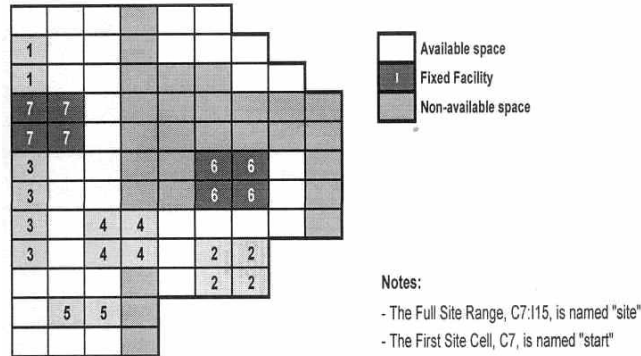 1
Available space
1
I Fixed Facility
7 7
Non-available space
7 7
3 6 6
3 6 6
3 4 4
3 4 4 2 2
2 2
Notes:
5 5
- The Full Site Range, C7:I15, is named "site"
- The First Site Cell, C7, is named "start"